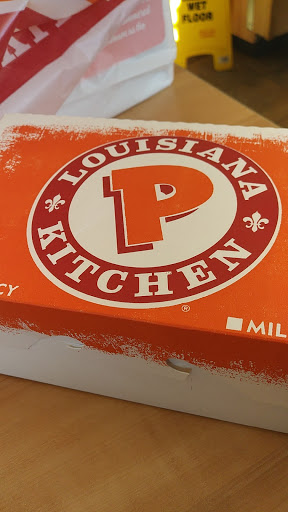 WET
FLOOR
LOUISIANA
P
KITCHEN
®
CY
MIL